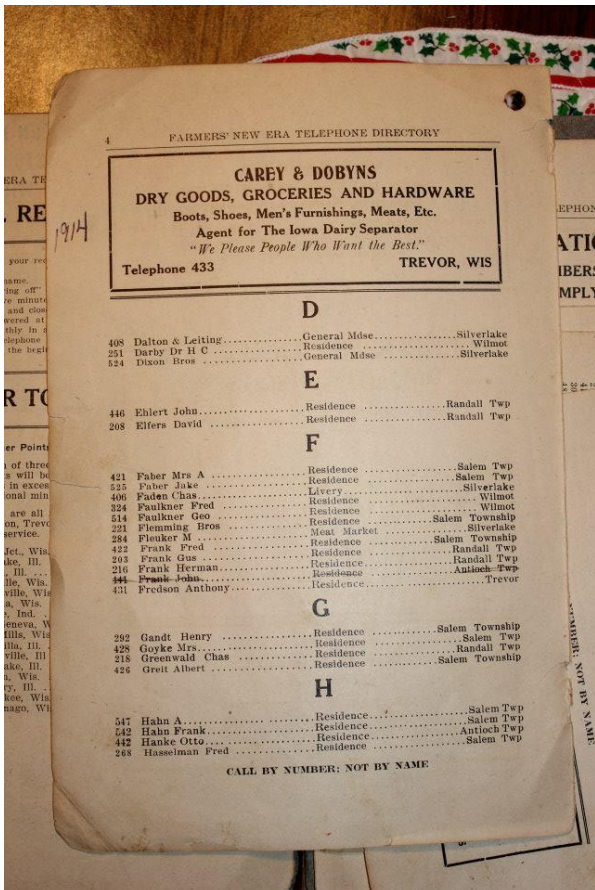 4 FARMERS' NEW ERA TELEPHONE DIRECTORY
CAREY & DOBYNS
DRY GOODS, GROCERIES AND HARDWARE
Boots, Shoes, Men's Furnishings, Meats, Etc.
Agent for The Iowa Dairy Separator
"We Please People Who Want the Best."
Telephone 433 TREVOR, WIS
1914
D
408 Dalton & Leiting....................General Mdse..............Silverlake
251 Darby Dr H C ...............Residence ....................Wilmot
524 Dixon Bros ...................General Mdse ..............Silverlake
E
446 Ehlert John...................Residence ...............Randall Twp
208 Elfers David .................Residence ...............Randall Twp
F
421 Faber Mrs A .................Residence .................Salem Twp
525 Faber Jake ..................Residence .................Salem Twp
406 Faden Chas...................Livery....................Silverlake
324 Faulkner Fred ...............Residence ....................Wilmot
514 Faulkner Geo ................Residence ....................Wilmot
221 Flemming Bros ...............Residence ............Salem Township
284 Fleuker M ...................Meat Market ..............Silverlake
422 Frank Fred ..................Residence ............Salem Township
203 Frank Gus ...................Residence ...............Randall Twp
216 Frank Herman ................Residence ...............Randall Twp
441 Frank John...................Residence ...............Antioch Twp
431 Fredson Anthony .............Residence....................Trevor
G
292 Gandt Henry .................Residence ............Salem Township
428 Goyke Mrs....................Residence .................Salem Twp
218 Greenwald Chas ..............Residence ...............Randall Twp
426 Greit Albert ................Residence ............Salem Township
H
547 Hahn A ......................Residence..................Salem Twp
542 Hahn Frank...................Residence .................Salem Twp
442 Hanke Otto...................Residence................Antioch Twp
268 Hasselman Fred ..............Residence .................Salem Twp
CALL BY NUMBER; NOT BY NAME
NUMBER; NOT BY NAME